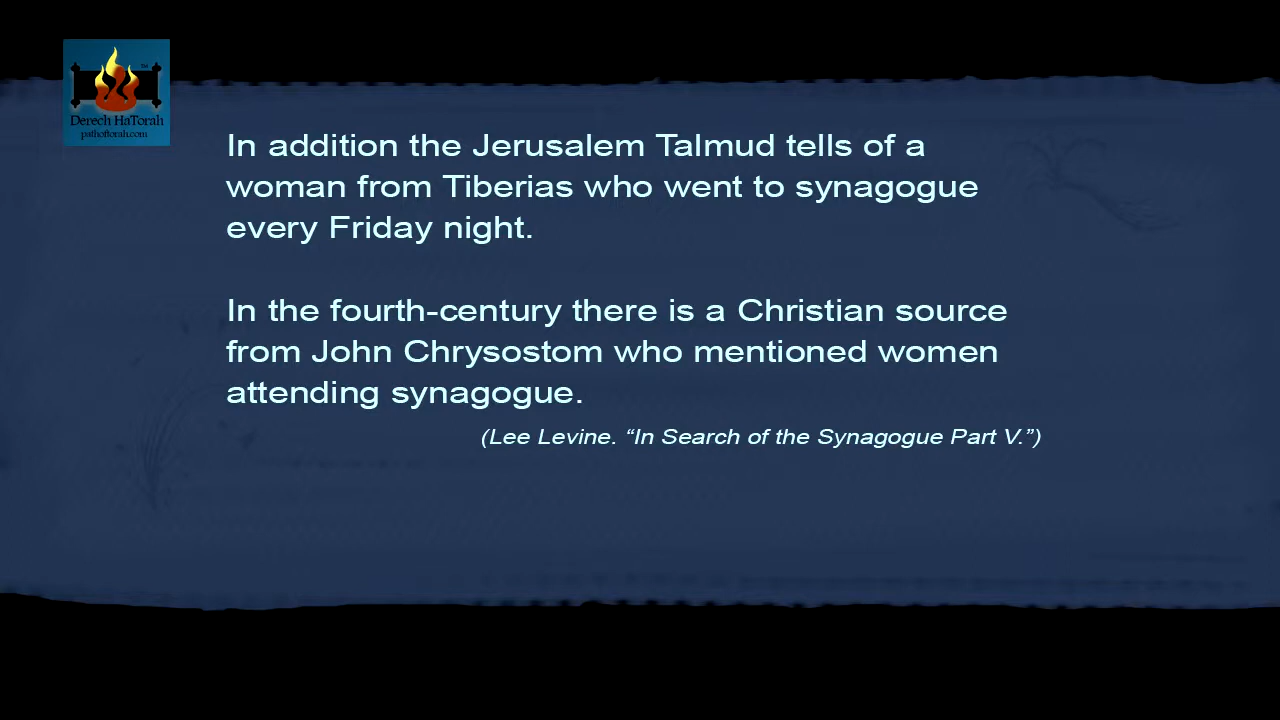 Derech HaTorah
pathoftorah.com
In addition the Jerusalem Talmud tells of a
woman from Tiberias who went to synagogue
every Friday night.
In the fourth-century there is a Christian source
from John Chrysostom who mentioned women
attending synagogue.
(Lee Levine. “In Search of the Synagogue Part V.”)